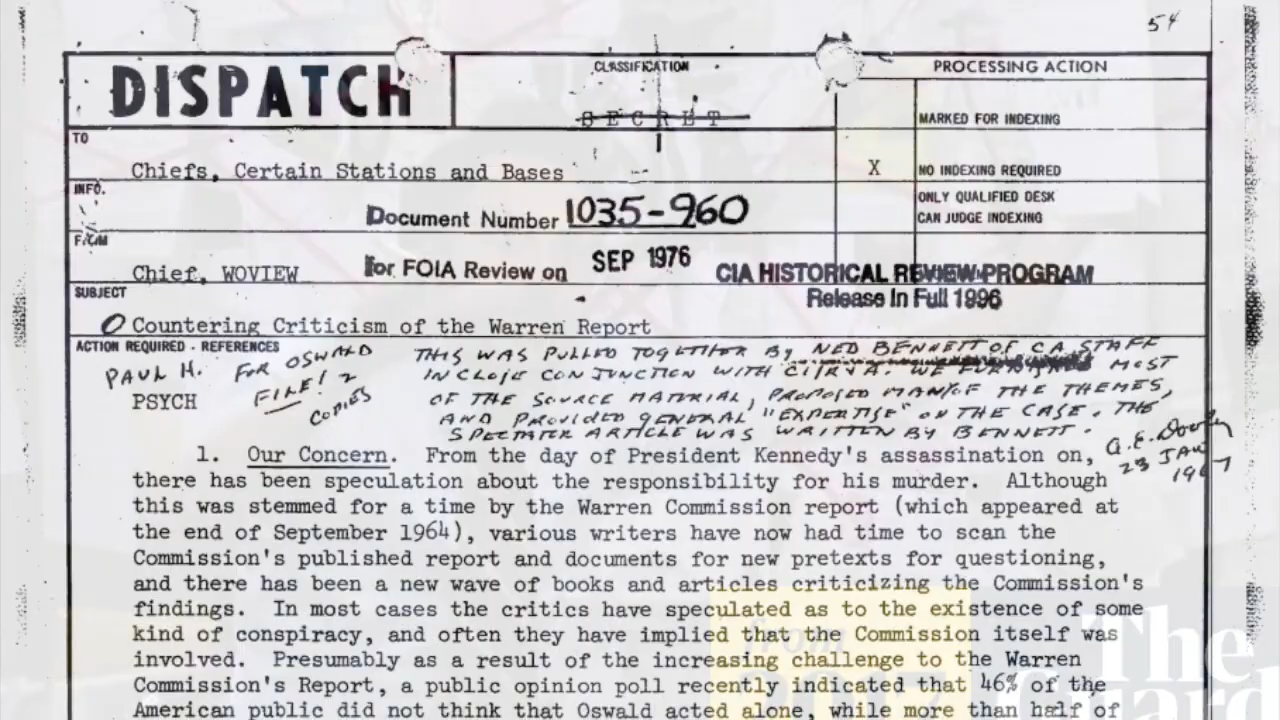 54
DISPATCH
CLASSIFICATION
SECRET
PROCESSING ACTION
MARKED FOR INDEXING
TO
Chiefs, Certain Stations and Bases
X
NO INDEXING REQUIRED
INFO.
Document Number 1035-960
ONLY QUALIFIED DESK
CAN JUDGE INDEXING
FROM
Chief, WOVIEW
for FOIA Review on SEP 1976
CIA HISTORICAL REVIEW PROGRAM
Release In Full 1996
SUBJECT
Countering Criticism of the Warren Report
ACTION REQUIRED - REFERENCES
PAUL H.
FOR OSWALD
FILE! 2
COPIES
PSYCH
THIS WAS PULLED TOGETHER BY NED BENNETT OF CA STAFF
IN CLOSE CONJUNCTION WITH CI/R+A. WE MOST
OF THE SOURCE MATERIAL, PROPOSED MANY OF THE THEMES,
AND PROVIDED GENERAL "EXPERTISE" ON THE CASE. THE
SPECTATOR ARTICLE WAS WRITTEN BY BENNETT.
23 JAN
1967
1. Our Concern. From the day of President Kennedy's assassination on,
there has been speculation about the responsibility for his murder. Although
this was stemmed for a time by the Warren Commission report (which appeared at
the end of September 1964), various writers have now had time to scan the
Commission's published report and documents for new pretexts for questioning,
and there has been a new wave of books and articles criticizing the Commission's
findings. In most cases the critics have speculated as to the existence of some
kind of conspiracy, and often they have implied that the Commission itself was
involved. Presumably as a result of the increasing challenge to the Warren
Commission's Report, a public opinion poll recently indicated that 46% of the
American public did not think that Oswald acted alone, while more than half of
from
2017
The